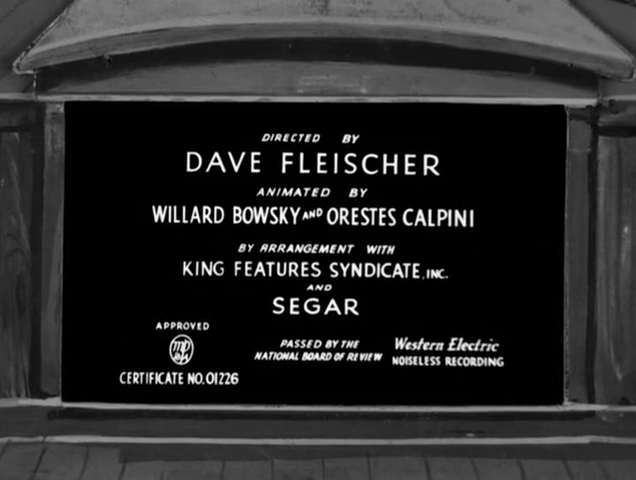 DIRECTED BY
DAVE FLEISCHER
ANIMATED BY
WILLARD BOWSKY AND ORESTES CALPINI
BY ARRANGEMENT WITH
KING FEATURES SYNDICATE, INC.
AND
SEGAR
APPROVED
CERTIFICATE NO. 01226
PASSED BY THE
NATIONAL BOARD OF REVIEW
Western Electric
NOISELESS RECORDING